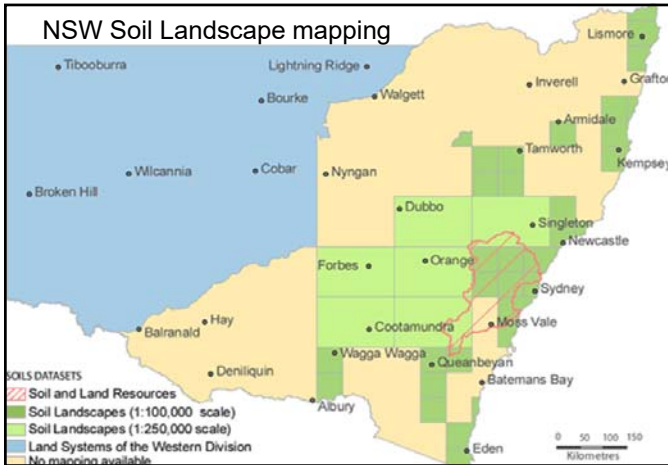 NSW Soil Landscape mapping
Lismore
Tibooburra
Lightning Ridge
Grafton
Inverell
Walgett
Bourke
Armidale
Tamworth
Kempsey
Wilcannia
Cobar
Nyngan
Broken Hill
Dubbo
Singleton
Newcastle
Forbes
Orange
Sydney
Hay
Balranald
Cootamundra
Moss Vale
Wagga Wagga
Queanbeyan
Deniliquin
Batemans Bay
Albury
Eden
SOILS DATASETS
Soil and Land Resources
Soil Landscapes (1:100,000 scale)
Soil Landscapes (1:250,000 scale)
Land Systems of the Western Division
No mapping available
0 50 100 150
Kilometres